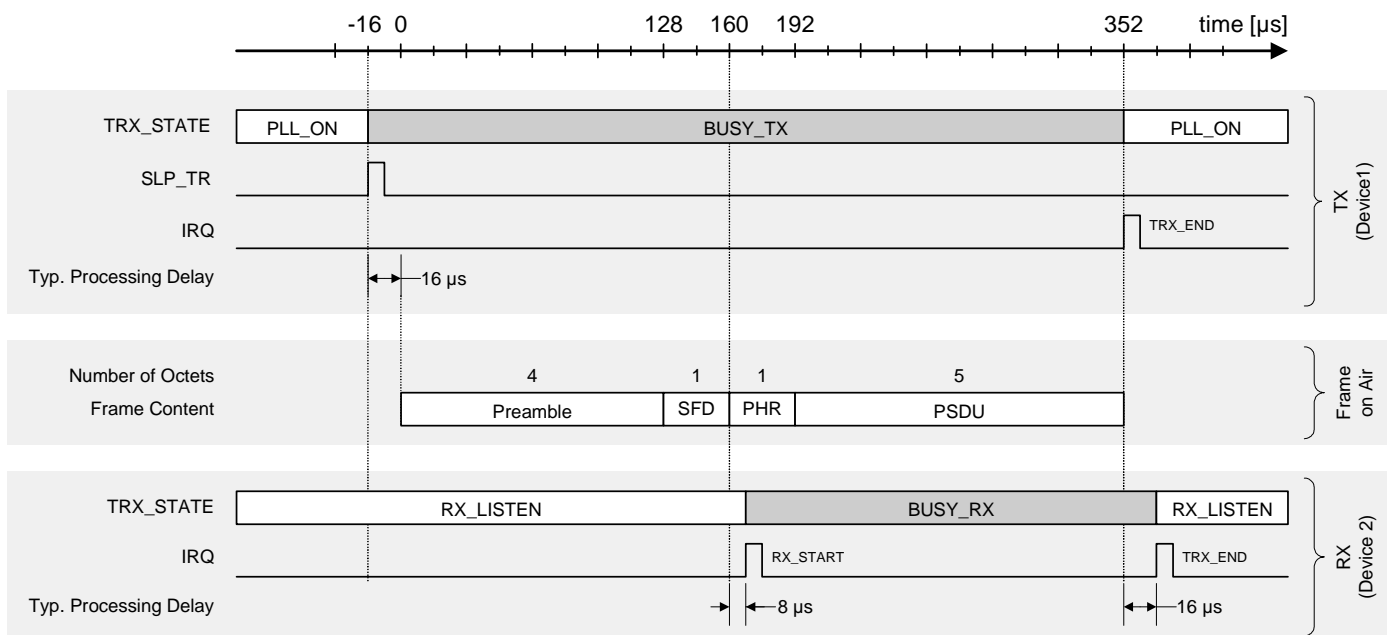 -16 0 128 160 192 352 time [µs]
TRX_STATE PLL_ON BUSY_TX PLL_ON
SLP_TR
IRQ TRX_END
Typ. Processing Delay 16 µs
TX
(Device1)
Number of Octets 4 1 1 5
Frame Content Preamble SFD PHR PSDU
Frame
on Air
TRX_STATE RX_LISTEN BUSY_RX RX_LISTEN
IRQ RX_START TRX_END
Typ. Processing Delay 8 µs 16 µs
RX
(Device 2)